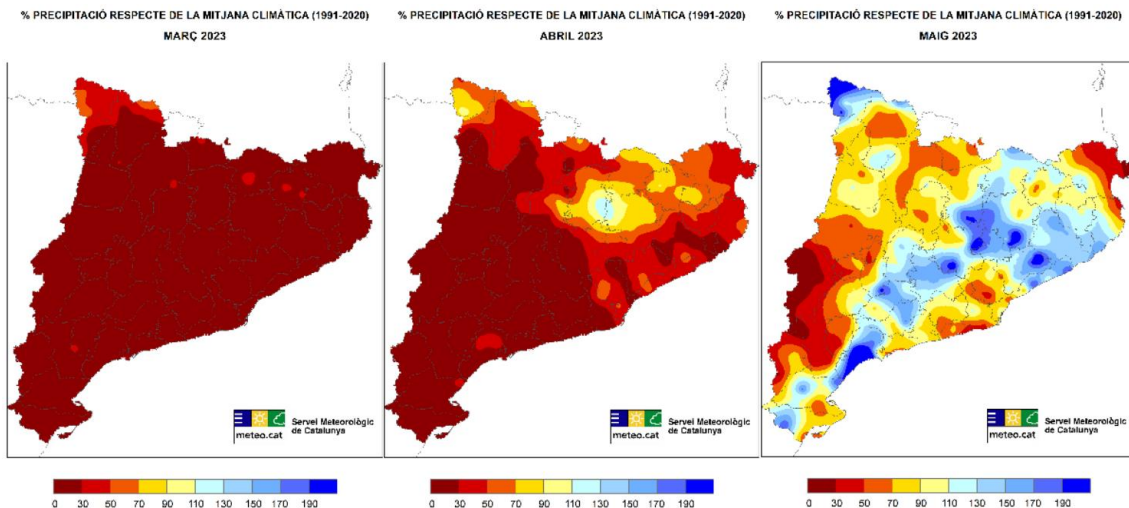 % PRECIPITACIÓ RESPECTE DE LA MITJANA CLIMÀTICA (1991-2020)
MARÇ 2023
meteo.cat
Servei Meteorològic
de Catalunya
0 30 50 70 90 110 130 150 170 190
% PRECIPITACIÓ RESPECTE DE LA MITJANA CLIMÀTICA (1991-2020)
ABRIL 2023
meteo.cat
Servei Meteorològic
de Catalunya
0 30 50 70 90 110 130 150 170 190
% PRECIPITACIÓ RESPECTE DE LA MITJANA CLIMÀTICA (1991-2020)
MAIG 2023
meteo.cat
Servei Meteorològic
de Catalunya
0 30 50 70 90 110 130 150 170 190